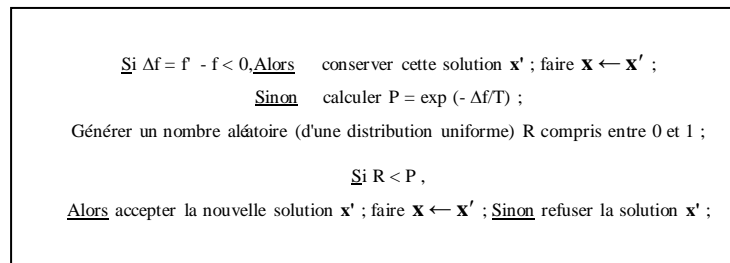 Si Δf = f' - f < 0,Alors conserver cette solution x' ; faire x ← x′ ;
Sinon calculer P = exp (- Δf/T) ;
Générer un nombre aléatoire (d'une distribution uniforme) R compris entre 0 et 1 ;
Si R < P ,
Alors accepter la nouvelle solution x' ; faire x ← x′ ; Sinon refuser la solution x' ;